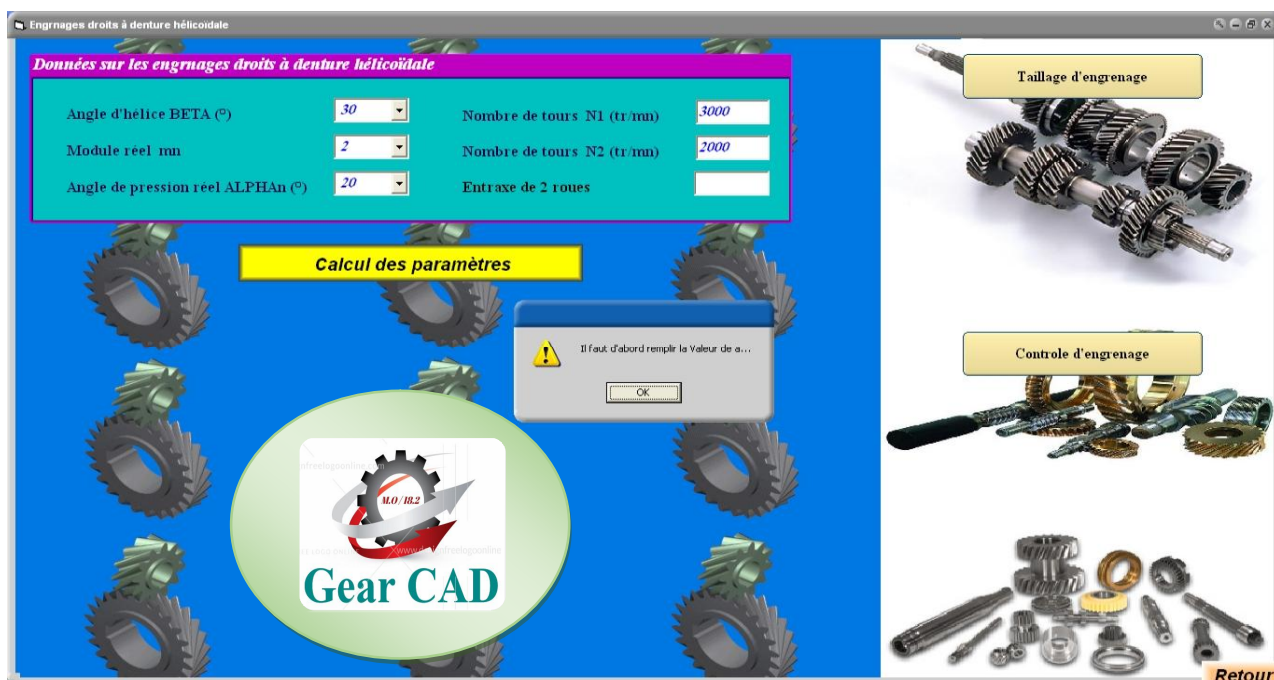 Engrnages droits à denture hélicoïdale
Données sur les engrnages droits à denture hélicoïdale
Angle d'hélice BETA (º)
30
Nombre de tours N1 (tr/mn)
3000
Module réel mn
2
Nombre de tours N2 (tr/mn)
2000
Angle de pression réel ALPHAn (º)
20
Entraxe de 2 roues
Calcul des paramètres
Il faut d'abord remplir la Valeur de a...
OK
Taillage d'engrenage
Controle d'engrenage
M.O/18.2
Gear CAD
Retour